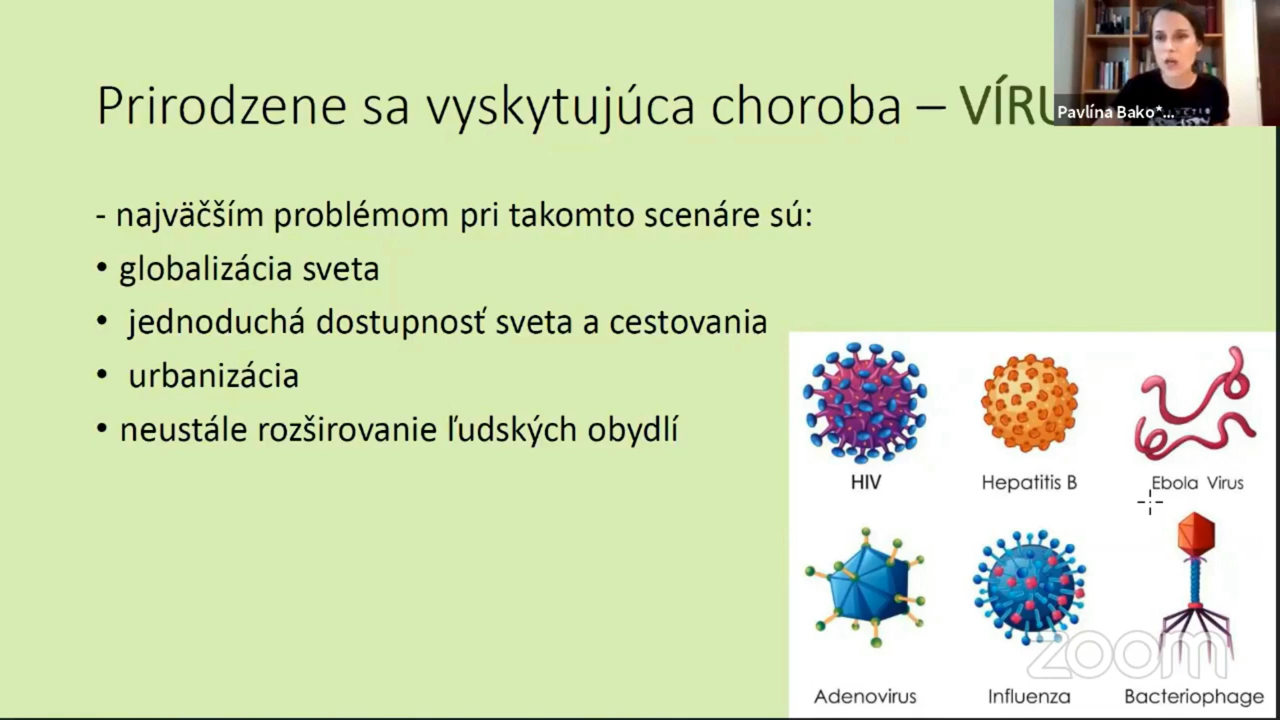 Prirodzene sa vyskytujúca choroba – VÍRU
Pavlína Bako*...
- najväčším problémom pri takomto scenáre sú:
• globalizácia sveta
• jednoduchá dostupnosť sveta a cestovania
• urbanizácia
• neustále rozširovanie ľudských obydlí
HIV
Hepatitis B
Ebola Virus
Adenovirus
Influenza
Bacteriophage
zoom